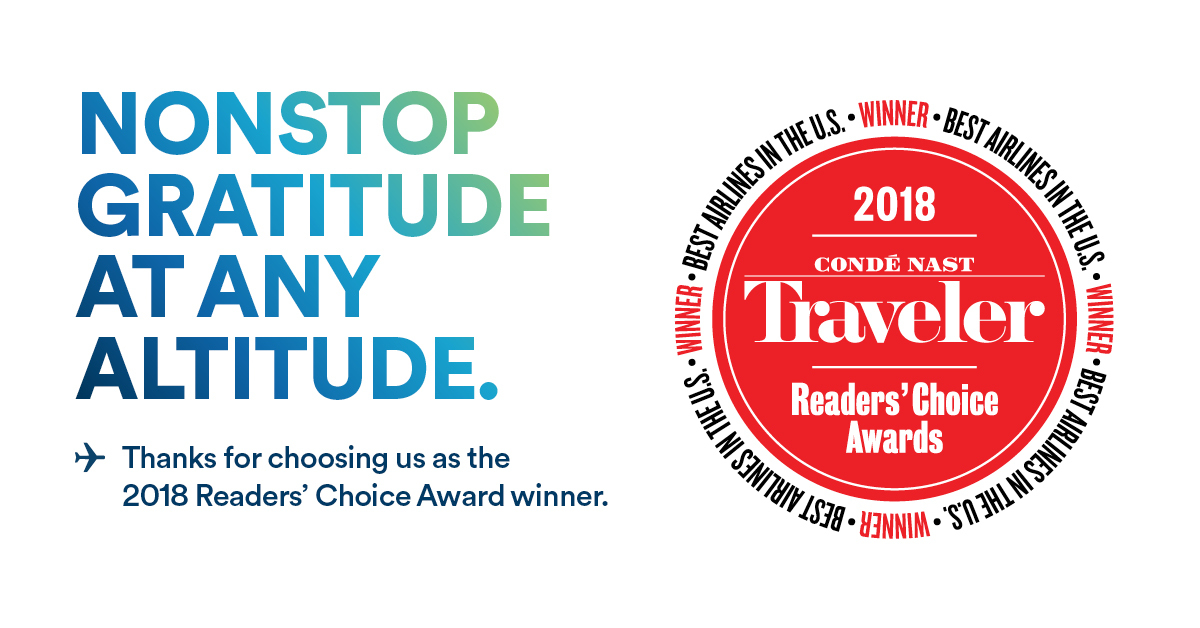 NONSTOP
GRATITUDE
AT ANY
ALTITUDE.
Thanks for choosing us as the
2018 Readers’ Choice Award winner.
WINNER • BEST AIRLINES IN THE U.S. • WINNER • BEST AIRLINES IN THE U.S. • WINNER • BEST AIRLINES IN THE U.S. • WINNER • BEST AIRLINES IN THE U.S. •
2018
CONDÉ NAST
Traveler
Readers’ Choice
Awards